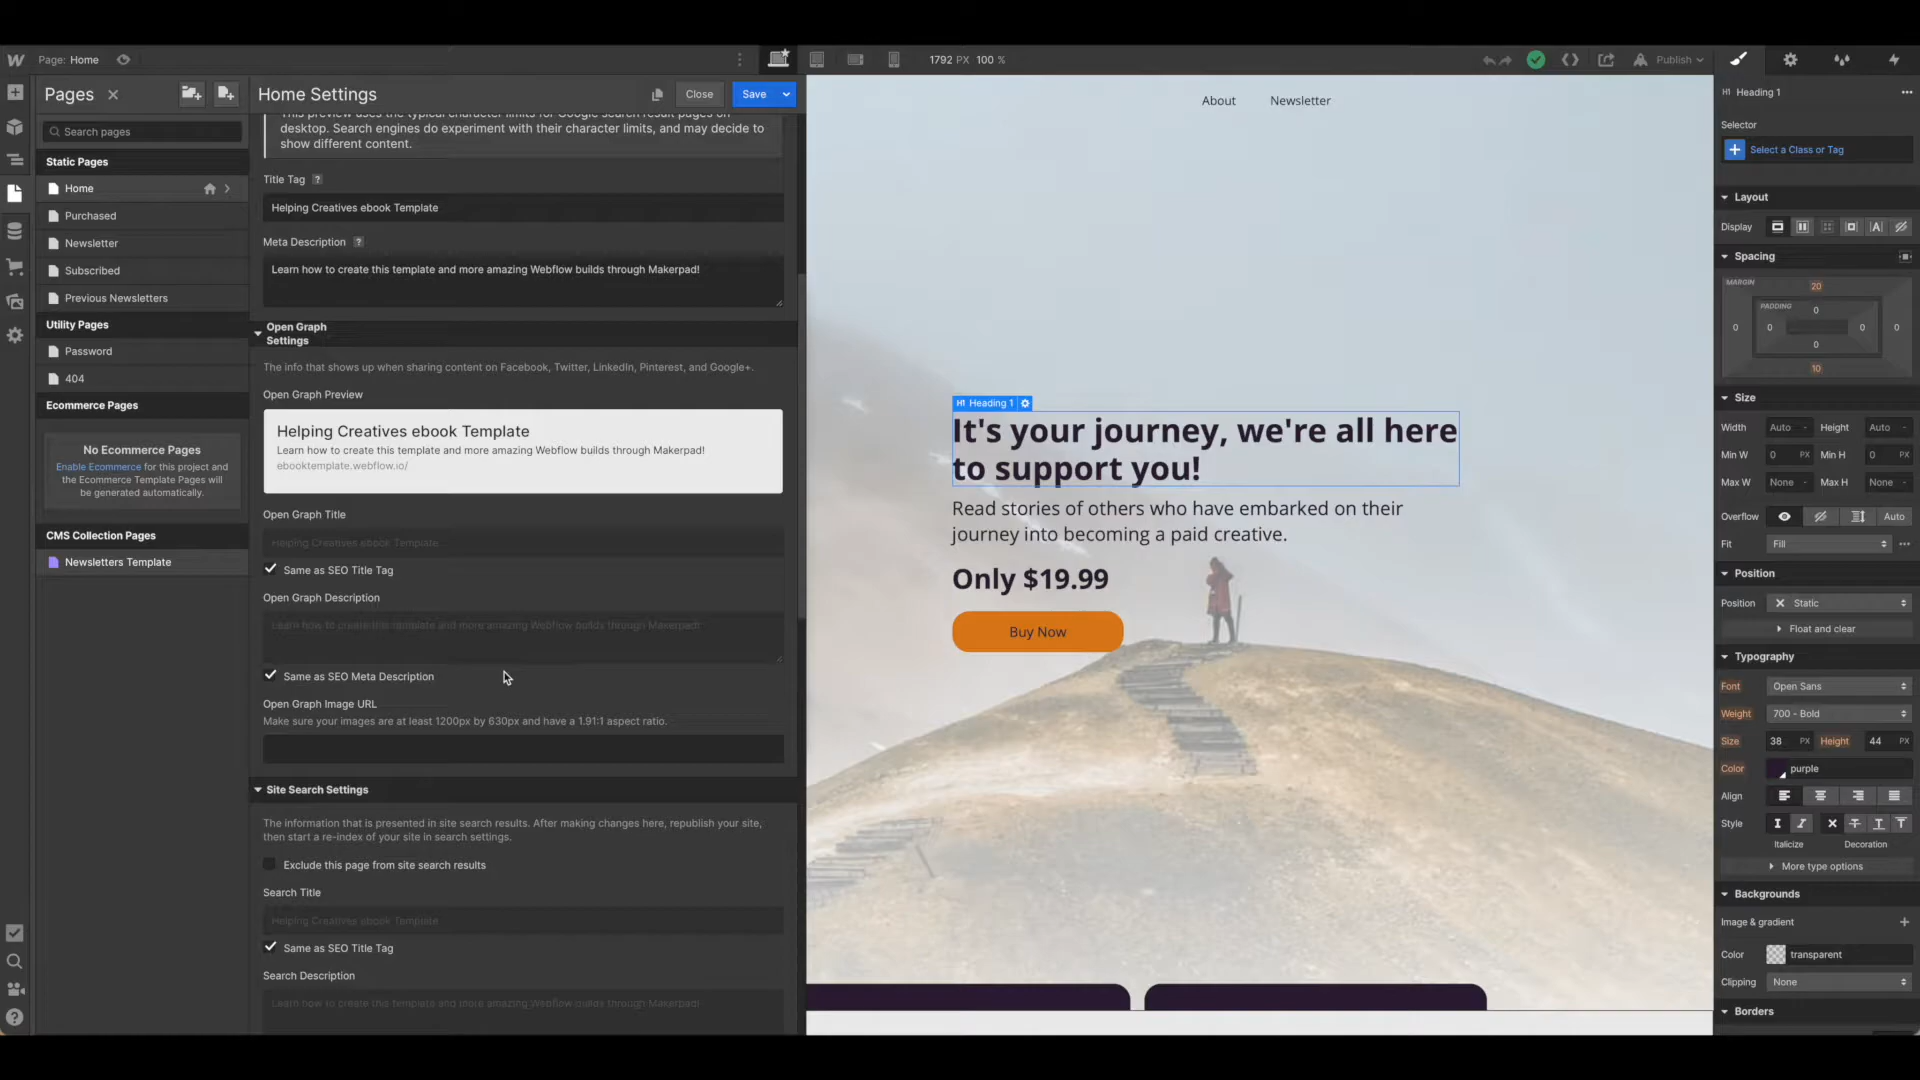 Page: Home
1792 PX 100 %
Publish
Pages
Search pages
Static Pages
Home
Purchased
Newsletter
Subscribed
Previous Newsletters
Utility Pages
Password
404
Ecommerce Pages
No Ecommerce Pages
Enable Ecommerce for this project and
the Ecommerce Template Pages will
be generated automatically.
CMS Collection Pages
Newsletters Template
Home Settings
Close
Save
This preview uses the typical character limits for Google search result pages on
desktop. Search engines do experiment with their character limits, and may decide to
show different content.
Title Tag ?
Helping Creatives ebook Template
Meta Description ?
Learn how to create this template and more amazing Webflow builds through Makerpad!
Open Graph
Settings
The info that shows up when sharing content on Facebook, Twitter, LinkedIn, Pinterest, and Google+.
Open Graph Preview
Helping Creatives ebook Template
Learn how to create this template and more amazing Webflow builds through Makerpad!
ebooktemplate.webflow.io/
Open Graph Title
Helping Creatives ebook Template
Same as SEO Title Tag
Open Graph Description
Learn how to create this template and more amazing Webflow builds through Makerpad!
Same as SEO Meta Description
Open Graph Image URL
Make sure your images are at least 1200px by 630px and have a 1.91:1 aspect ratio.
Site Search Settings
The information that is presented in site search results. After making changes here, republish your site,
then start a re-index of your site in search settings.
Exclude this page from site search results
Search Title
Helping Creatives ebook Template
Same as SEO Title Tag
Search Description
Learn how to create this template and more amazing Webflow builds through Makerpad!
About Newsletter
H1 Heading 1
It's your journey, we're all here
to support you!
Read stories of others who have embarked on their
journey into becoming a paid creative.
Only $19.99
Buy Now
H1 Heading 1
Selector
Select a Class or Tag
Layout
Display
Spacing
MARGIN
20
PADDING
0
0 0 0 0
0
10
Size
Width Auto - Height Auto -
Min W 0 PX Min H 0 PX
Max W None - Max H None -
Overflow Auto
Fit Fill
Position
Position Static
Float and clear
Typography
Font Open Sans
Weight 700 - Bold
Size 38 PX Height 44 PX
Color purple
Align
Style
Italicize Decoration
More type options
Backgrounds
Image & gradient
Color transparent
Clipping None
Borders